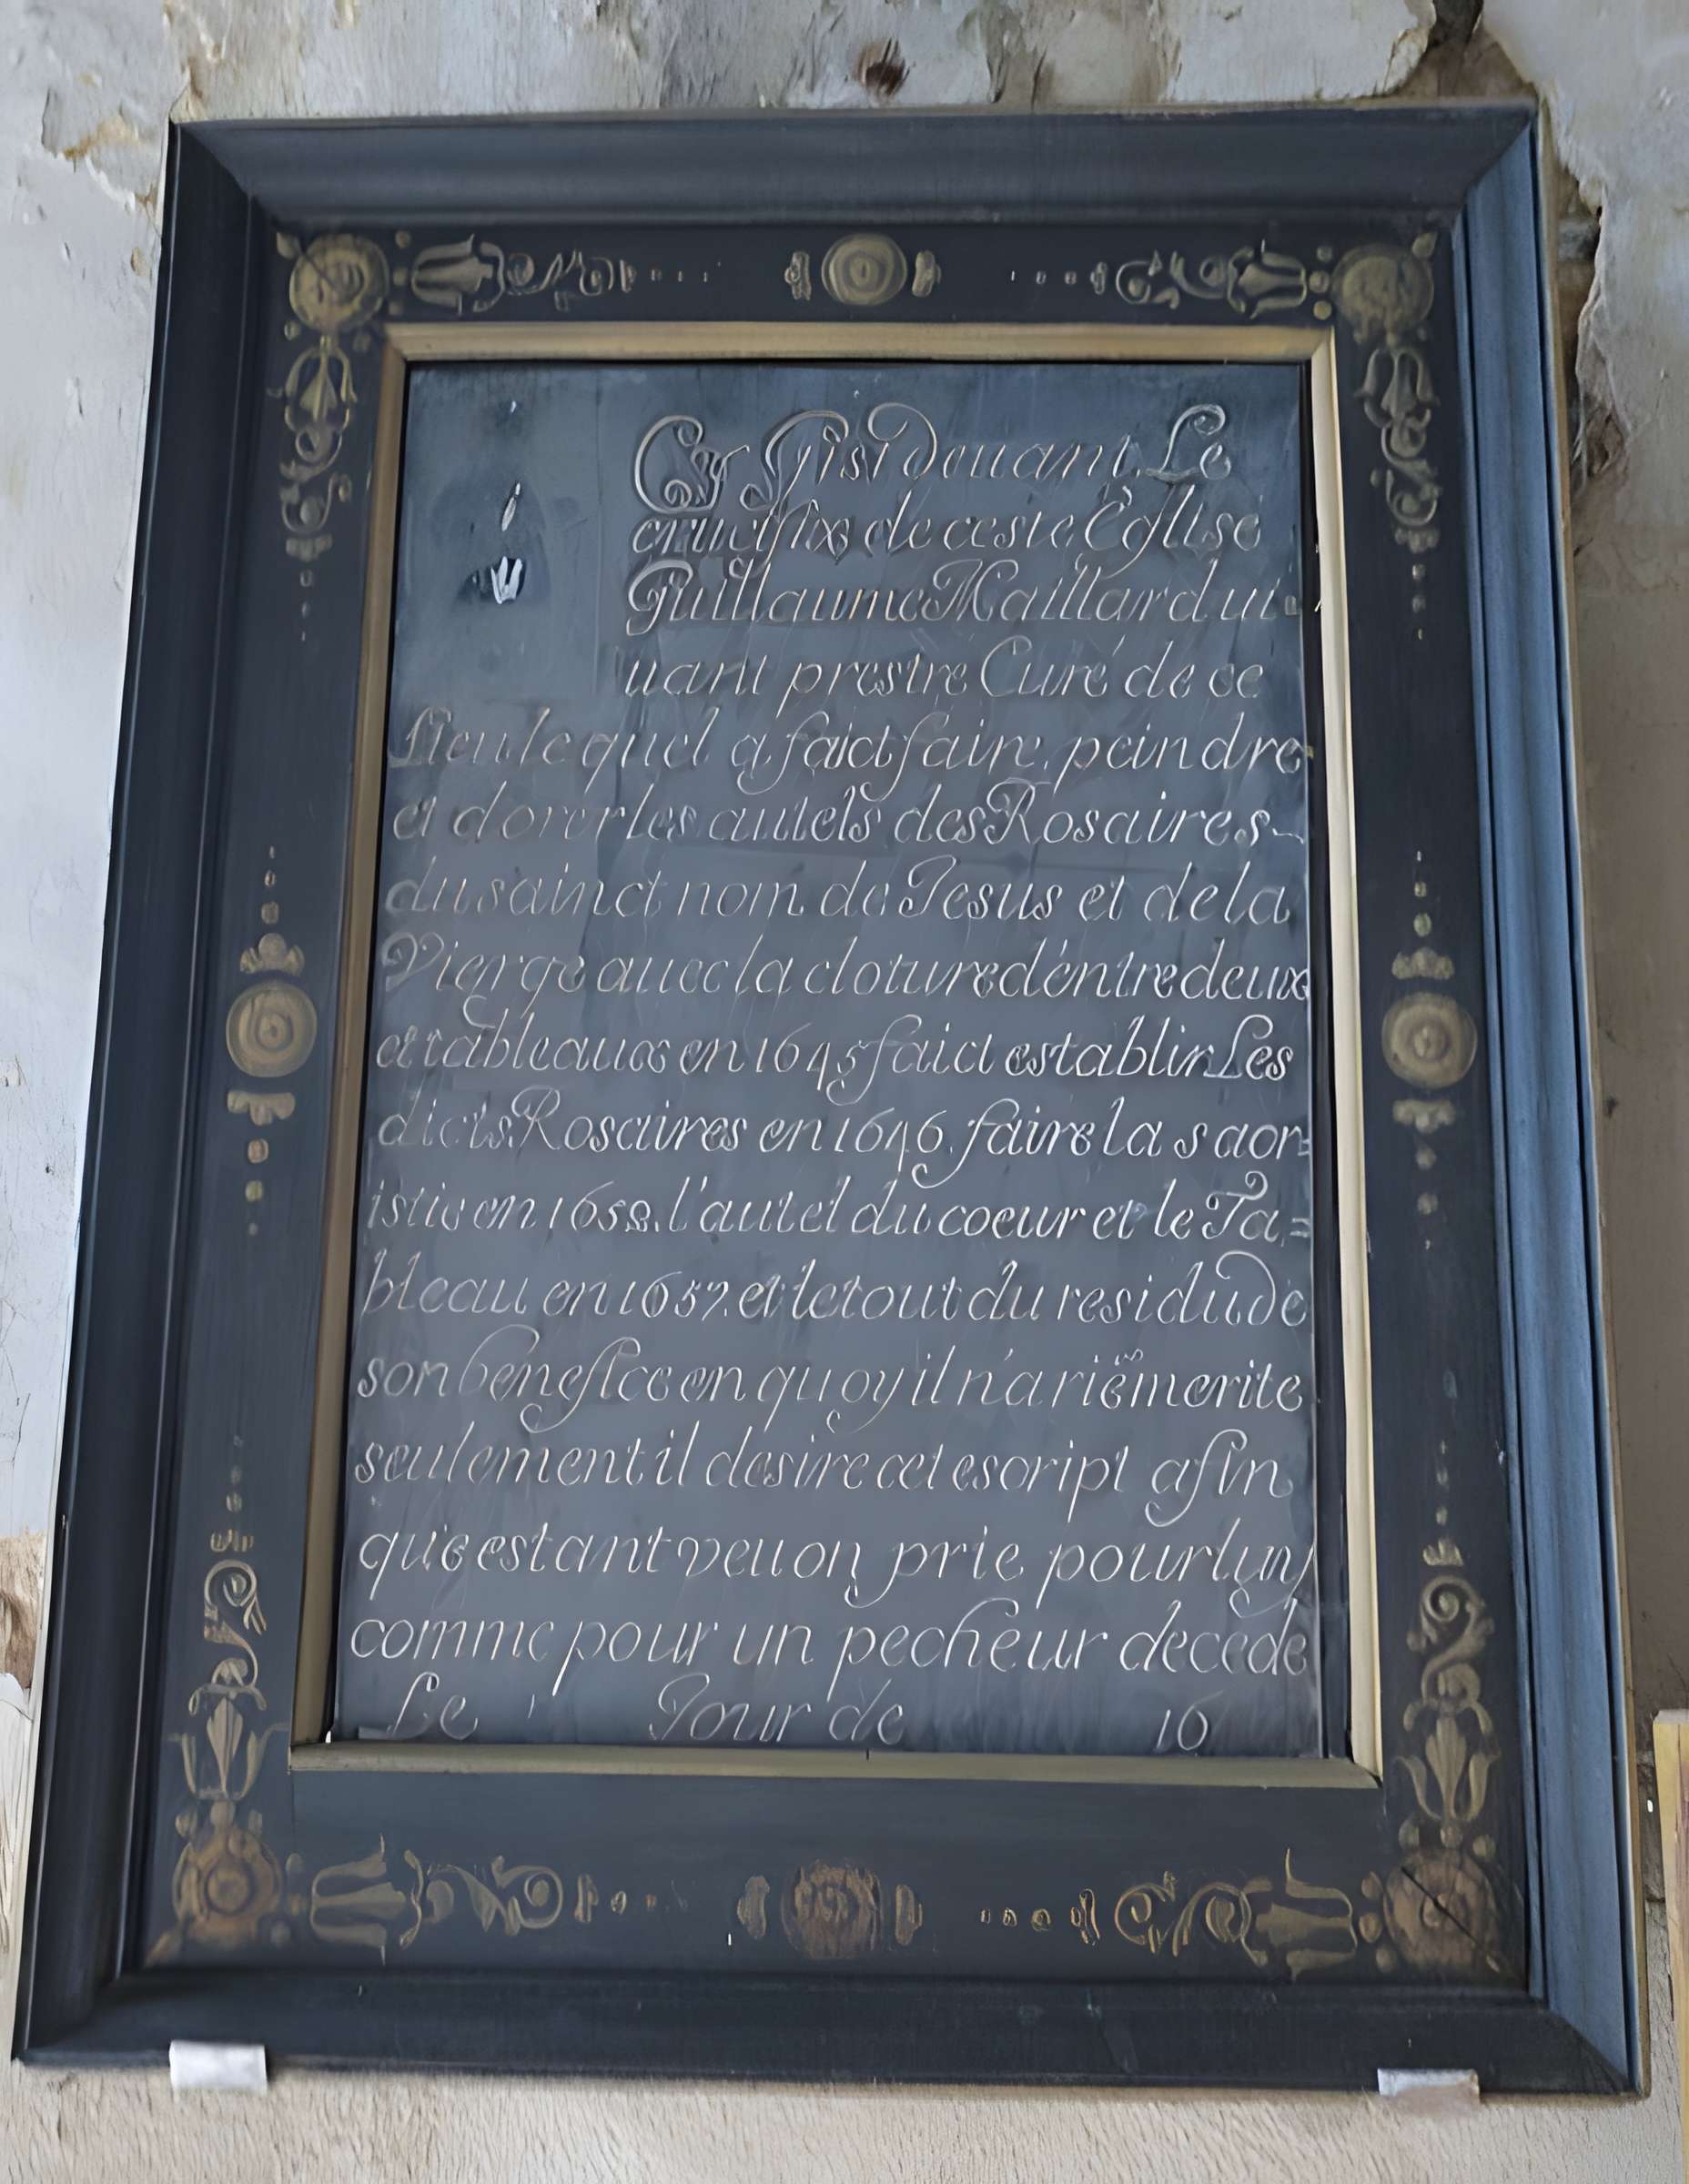 Cy Gist deuant Le
crucifix de ceste Eglise
Guillaume Maillard ui-
uant prestre Curé de ce
Lieu lequel a faict faire peindre
et dorer les autels des Rosaires
du sainct nom de Jesus et de la
Vierge auec la cloture d'entre deux
et tableaux en 1645 faict establir Les
dicts Rosaires en 1646. faire la sacr=
istie en 1652. l'autel du coeur et le Ta=
bleau en 1657. et le tout du residu de
son benefice en quoy il n'a riē merite
seulement il desire cet escript afin
que estant veu on prie pour luy
comme pour un pecheur decede
Le Jour de 16